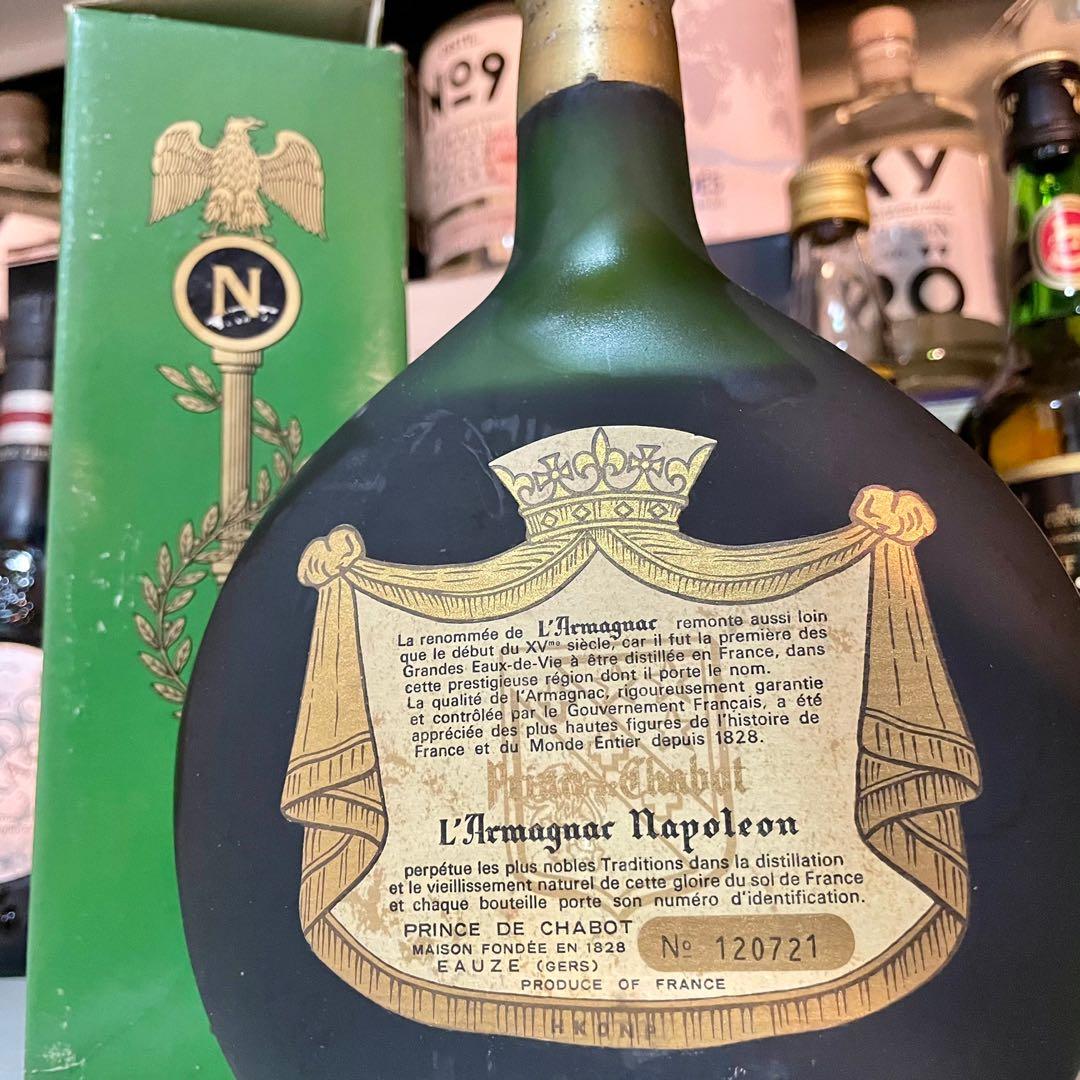 No9
N
KY
La renommée de L'Armagnac remonte aussi loin
que le début du XVme siècle, car il fut la première des
Grandes Eaux-de-Vie à être distillée en France, dans
cette prestigieuse région dont il porte le nom.
La qualité de l'Armagnac, rigoureusement garantie
et contrôlée par le Gouvernement Français, a été
appréciée des plus hautes figures de l'histoire de
France et du Monde Entier depuis 1828.
Prince de Chabot
L'Armagnac Napoleon
perpétue les plus nobles Traditions dans la distillation
et le vieillissement naturel de cette gloire du sol de France
et chaque bouteille porte son numéro d'identification.
PRINCE DE CHABOT
MAISON FONDÉE EN 1828
EAUZE (GERS)
No 120721
PRODUCE OF FRANCE
HKDNP